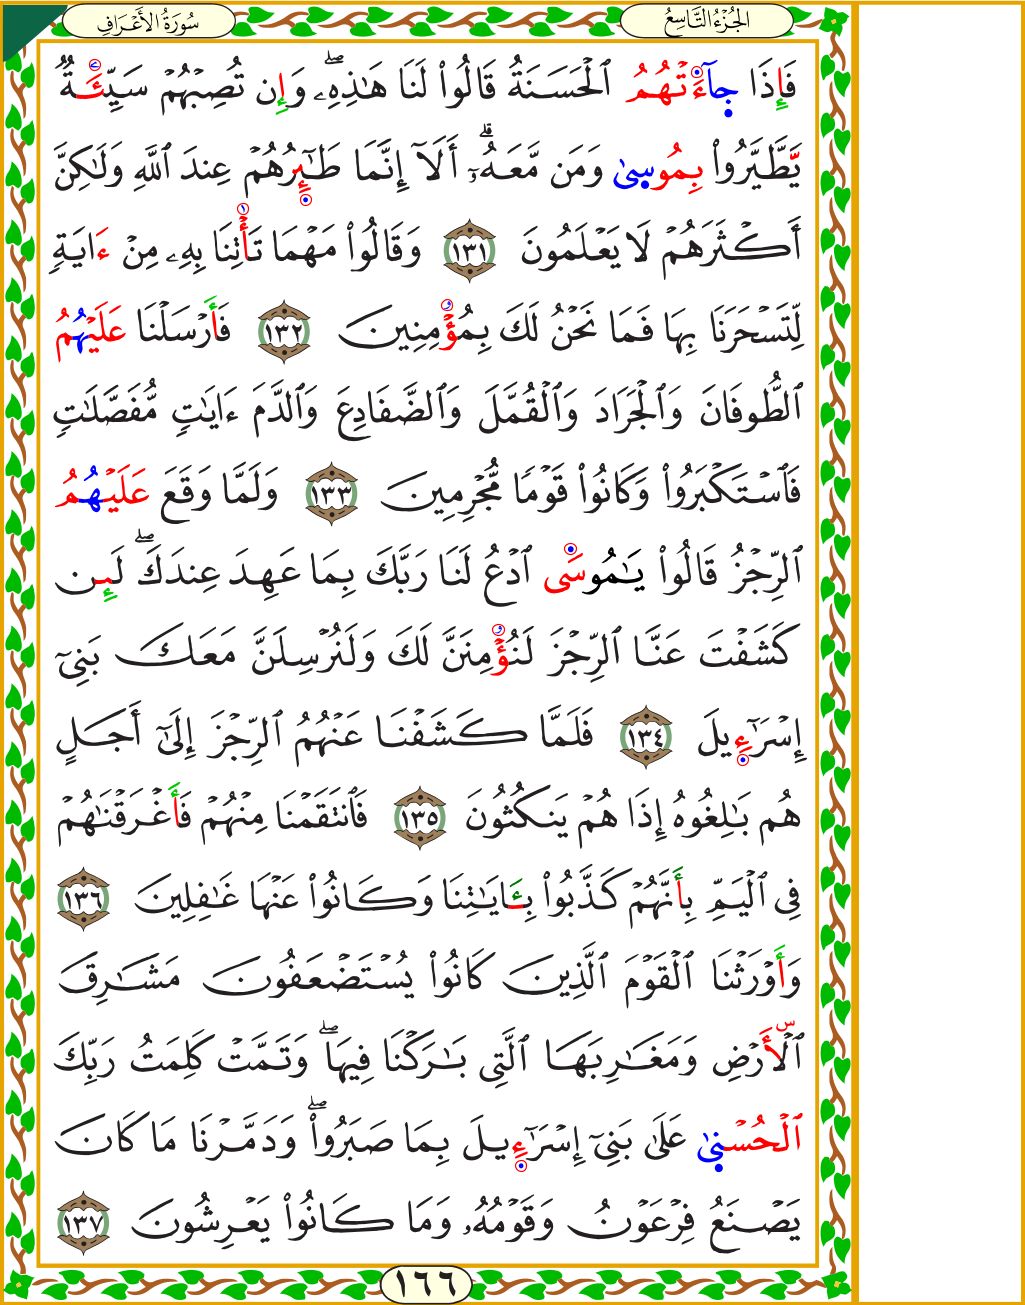 الجُزْءُ التَّاسِعُ
سُورَةُ الأَعْرَافِ
فَإِذَا جَآءَتْهُمُ ٱلْحَسَنَةُ قَالُواْ لَنَا هَٰذِهِۦۖ وَإِن تُصِبْهُمْ سَيِّئَةٌ
يَطَّيَّرُواْ بِمُوسىٰ وَمَن مَّعَهُۥٓۗ أَلَآ إِنَّمَا طَٰٓئِرُهُمْ عِندَ ٱللَّهِ وَلَٰكِنَّ
أَكْثَرَهُمْ لَا يَعْلَمُونَ ١٣١ وَقَالُواْ مَهْمَا تَأْتِنَا بِهِۦ مِنْ ءَايَةٍ
لِّتَسْحَرَنَا بِهَا فَمَا نَحْنُ لَكَ بِمُؤْمِنِينَ ١٣٢ فَأَرْسَلْنَا عَلَيْهُمُ
ٱلطُّوفَانَ وَٱلْجَرَادَ وَٱلْقُمَّلَ وَٱلضَّفَادِعَ وَٱلدَّمَ ءَايَٰتٍ مُّفَصَّلَٰتٍ
فَٱسْتَكْبَرُواْ وَكَانُواْ قَوْمًا مُّجْرِمِينَ ١٣٣ وَلَمَّا وَقَعَ عَلَيْهُمُ
ٱلرِّجْزُ قَالُواْ يَٰمُوسَى ٱدْعُ لَنَا رَبَّكَ بِمَا عَهِدَ عِندَكَۖ لَئِن
كَشَفْتَ عَنَّا ٱلرِّجْزَ لَنُؤْمِنَنَّ لَكَ وَلَنُرْسِلَنَّ مَعَكَ بَنِىٓ
إِسْرَٰٓءِيلَ ١٣٤ فَلَمَّا كَشَفْنَا عَنْهُمُ ٱلرِّجْزَ إِلَىٰٓ أَجَلٍ
هُم بَٰلِغُوهُ إِذَا هُمْ يَنكُثُونَ ١٣٥ فَٱنتَقَمْنَا مِنْهُمْ فَأَغْرَقْنَٰهُمْ
فِى ٱلْيَمِّ بِأَنَّهُمْ كَذَّبُواْ بِـَٔايَٰتِنَا وَكَانُواْ عَنْهَا غَٰفِلِينَ ١٣٦
وَأَوْرَثْنَا ٱلْقَوْمَ ٱلَّذِينَ كَانُواْ يُسْتَضْعَفُونَ مَشَٰرِقَ
ٱلْأَرْضِ وَمَغَٰرِبَهَا ٱلَّتِى بَٰرَكْنَا فِيهَاۖ وَتَمَّتْ كَلِمَتُ رَبِّكَ
ٱلْحُسْنىٰ عَلَىٰ بَنِىٓ إِسْرَٰٓءِيلَ بِمَا صَبَرُواْۖ وَدَمَّرْنَا مَا كَانَ
يَصْنَعُ فِرْعَوْنُ وَقَوْمُهُۥ وَمَا كَانُواْ يَعْرِشُونَ ١٣٧
١٦٦